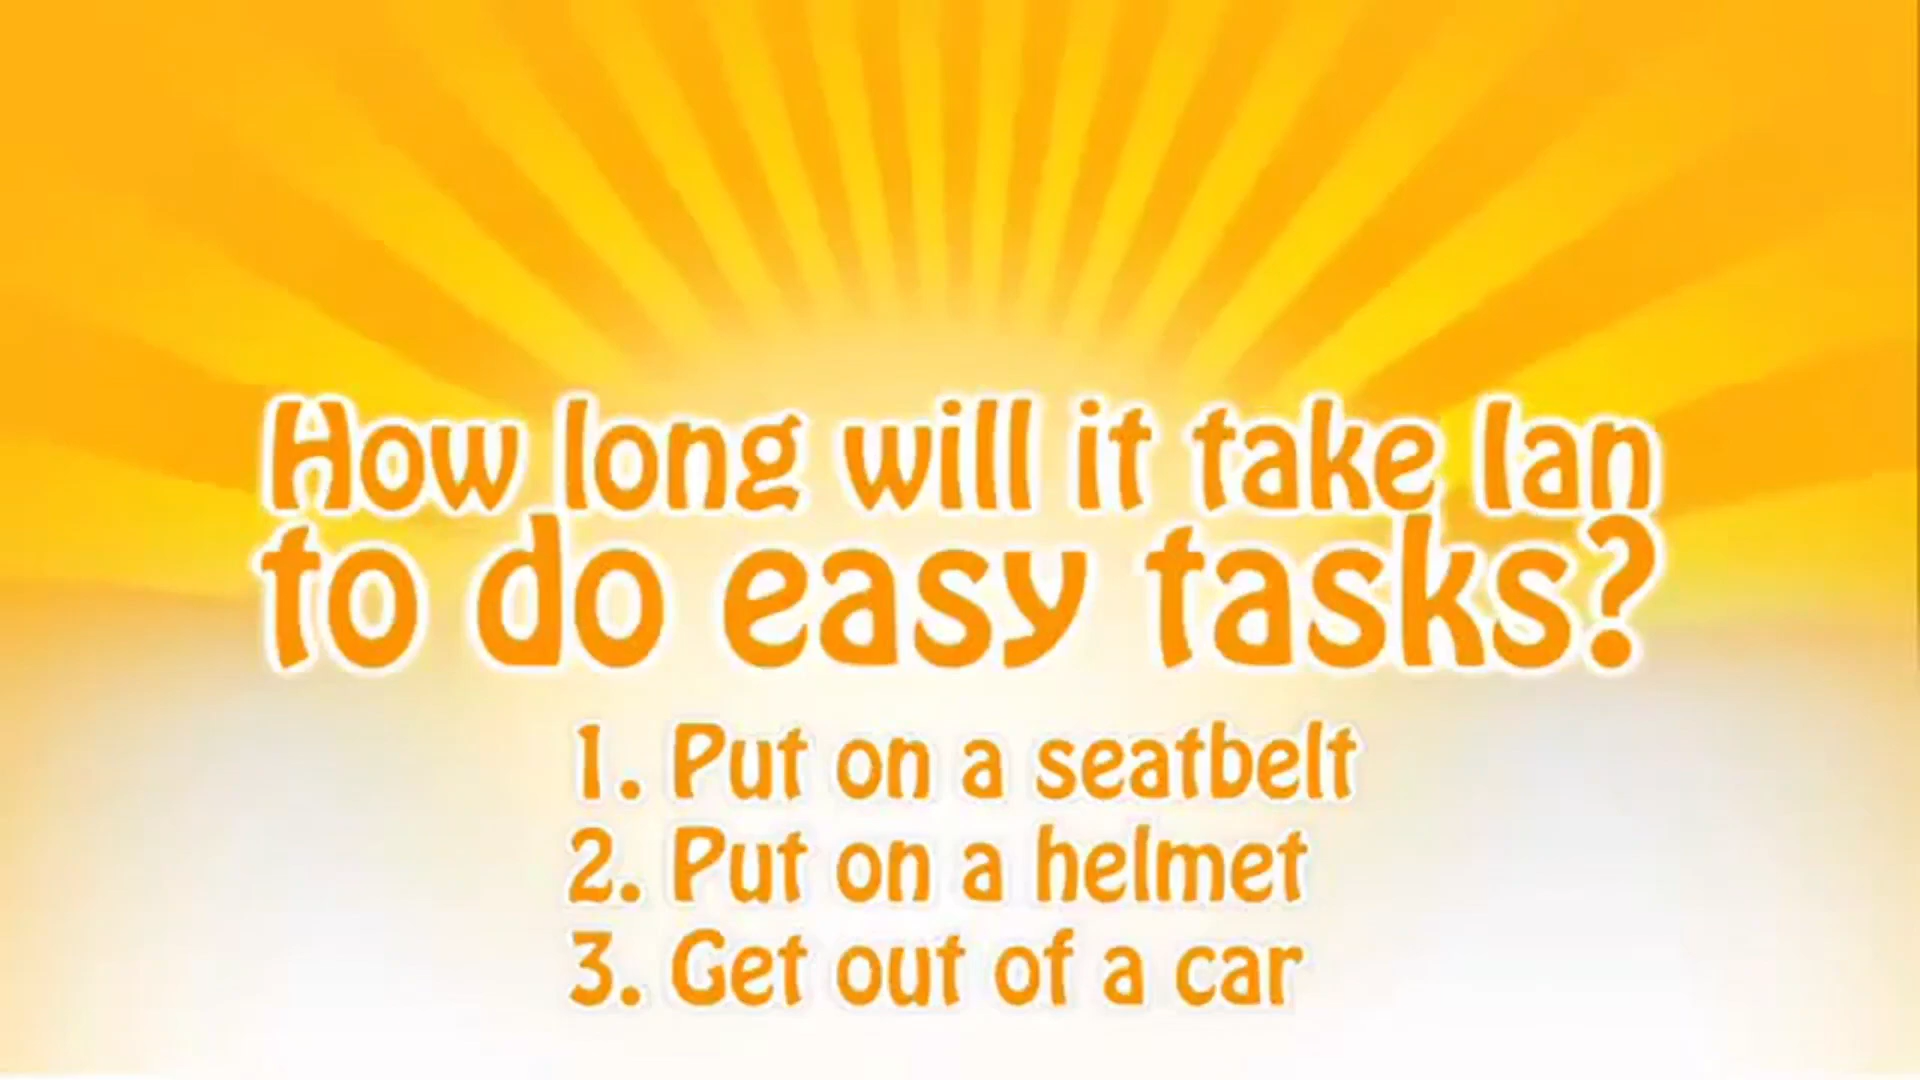 How long will it take Ian
to do easy tasks?
1. Put on a seatbelt
2. Put on a helmet
3. Get out of a car